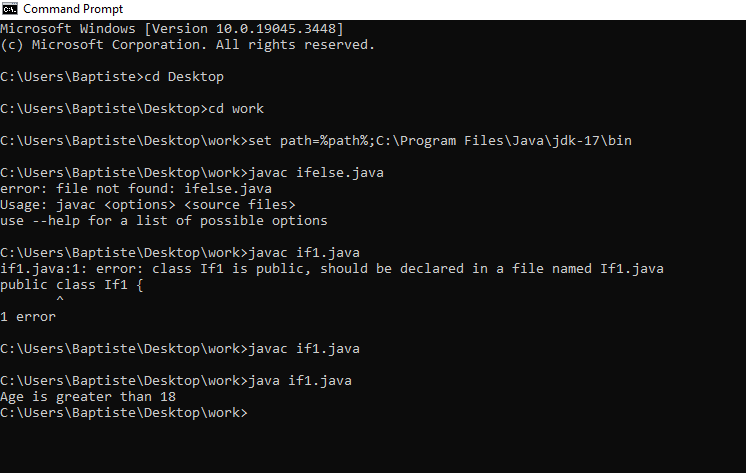 Command Prompt
Microsoft Windows [Version 10.0.19045.3448]
(c) Microsoft Corporation. All rights reserved.
C:\Users\Baptiste>cd Desktop
C:\Users\Baptiste\Desktop>cd work
C:\Users\Baptiste\Desktop\work>set path=%path%;C:\Program Files\Java\jdk-17\bin
C:\Users\Baptiste\Desktop\work>javac ifelse.java
error: file not found: ifelse.java
Usage: javac <options> <source files>
use --help for a list of possible options
C:\Users\Baptiste\Desktop\work>javac if1.java
if1.java:1: error: class If1 is public, should be declared in a file named If1.java
public class If1 {
       ^
1 error
C:\Users\Baptiste\Desktop\work>javac if1.java
C:\Users\Baptiste\Desktop\work>java if1.java
Age is greater than 18
C:\Users\Baptiste\Desktop\work>